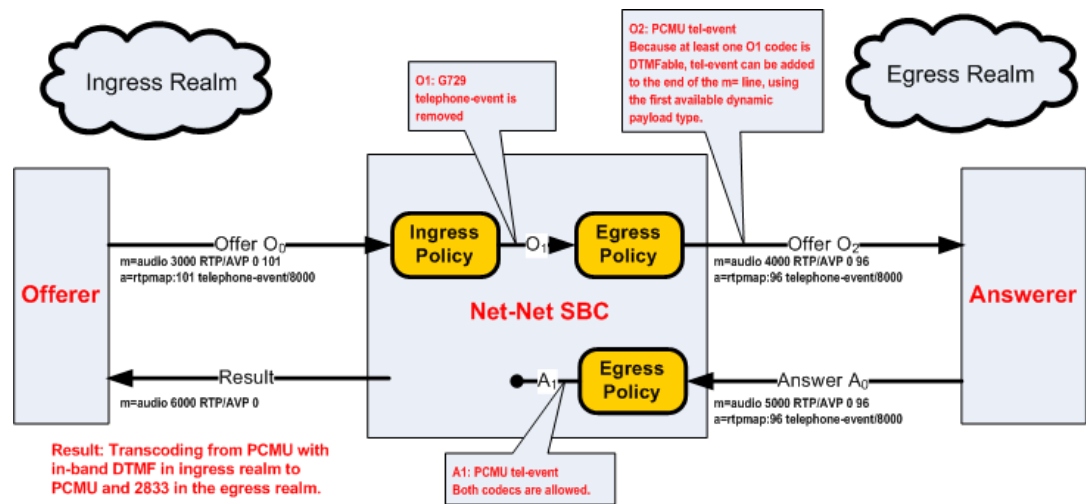 Ingress Realm
O1: G729
telephone-event is
removed
O2: PCMU tel-event
Because at least one O1 codec is
DTMFable, tel-event can be added
to the end of the m= line, using
the first available dynamic
payload type.
Egress Realm
Offerer
Offer O0
m=audio 3000 RTP/AVP 0 101
a=rtpmap:101 telephone-event/8000
Ingress
Policy
O1
Egress
Policy
Offer O2
m=audio 4000 RTP/AVP 0 96
a=rtpmap:96 telephone-event/8000
Answerer
Net-Net SBC
Result
m=audio 6000 RTP/AVP 0
A1
Egress
Policy
Answer A0
m=audio 5000 RTP/AVP 0 96
a=rtpmap:96 telephone-event/8000
Result: Transcoding from PCMU with
in-band DTMF in ingress realm to
PCMU and 2833 in the egress realm.
A1: PCMU tel-event
Both codecs are allowed.